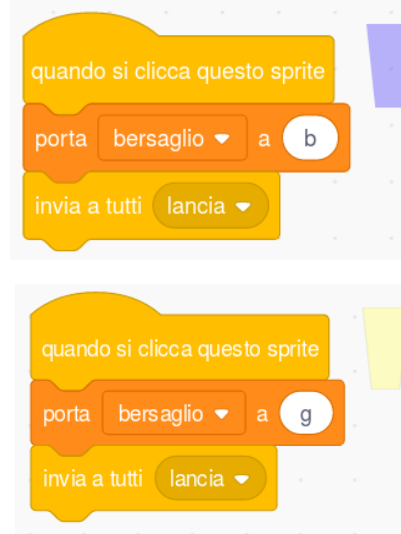 quando si clicca questo sprite
porta bersaglio a b
invia a tutti lancia
quando si clicca questo sprite
porta bersaglio a g
invia a tutti lancia